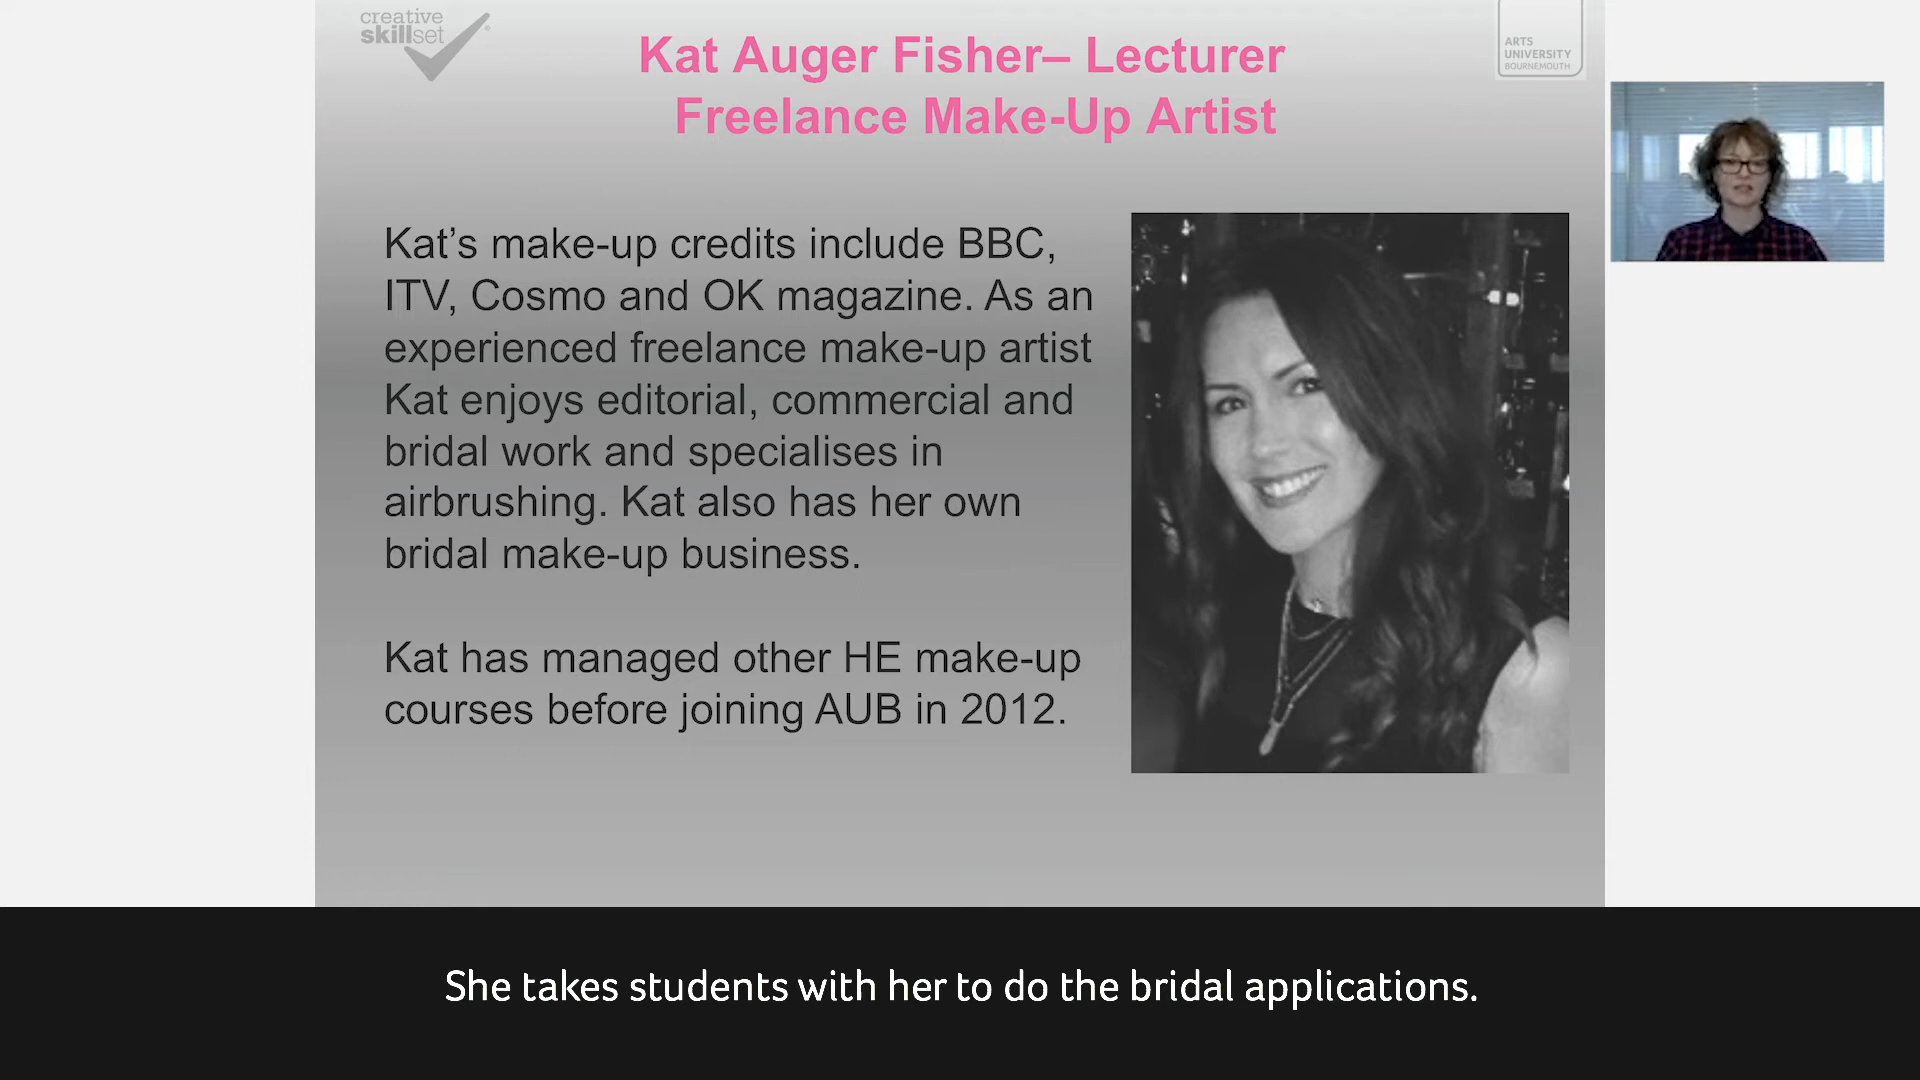 creative
skillset
Kat Auger Fisher– Lecturer
Freelance Make-Up Artist
ARTS
UNIVERSITY
BOURNEMOUTH
Kat’s make-up credits include BBC,
ITV, Cosmo and OK magazine. As an
experienced freelance make-up artist
Kat enjoys editorial, commercial and
bridal work and specialises in
airbrushing. Kat also has her own
bridal make-up business.
Kat has managed other HE make-up
courses before joining AUB in 2012.
She takes students with her to do the bridal applications.